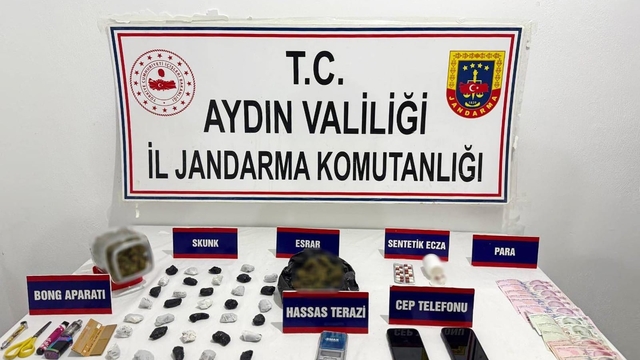 T.C.
AYDIN VALİLİĞİ
İL JANDARMA KOMUTANLIĞI
JANDARMA
SKUNK
ESRAR
SENTETİK ECZA
PARA
BONG APARATI
HASSAS TERAZİ
CEP TELEFONU